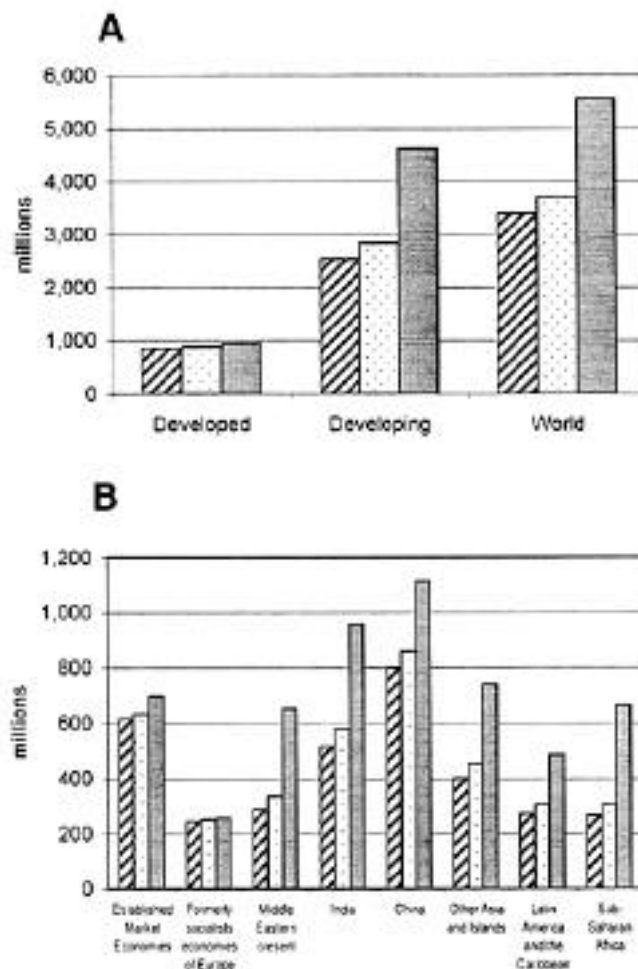 A
6,000
5,000
4,000
3,000
2,000
1,000
0
millions
Developed
Developing
World
B
1,200
1,000
800
600
400
200
0
millions
Established
Market
Economies
Formerly
socialists
economies
of Europe
Middle
Eastern
cresent
India
China
Other Asia
and Islands
Latin
America
and the
Caribbean
Sub-
Saharan
Africa